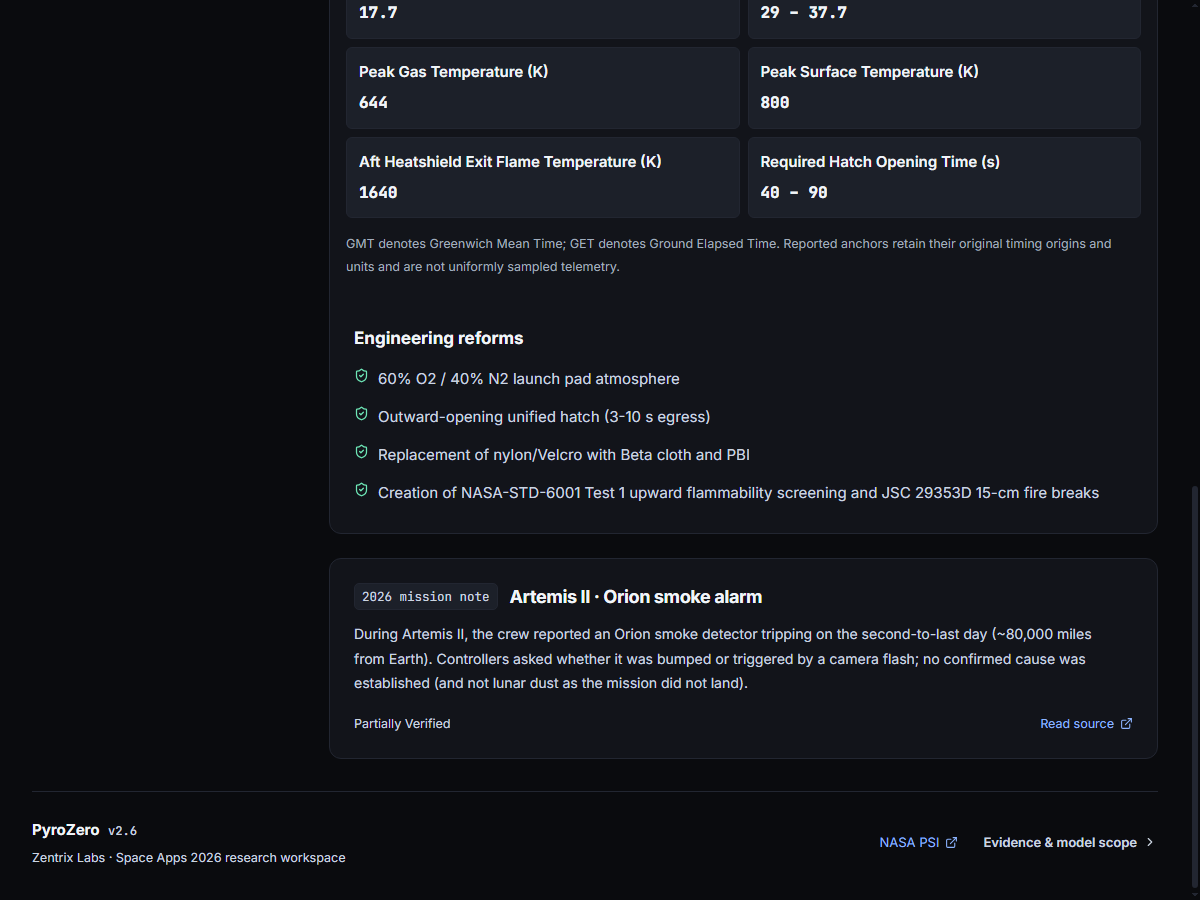 17.7
29 – 37.7
Peak Gas Temperature (K)
644
Peak Surface Temperature (K)
800
Aft Heatshield Exit Flame Temperature (K)
1640
Required Hatch Opening Time (s)
40 – 90
GMT denotes Greenwich Mean Time; GET denotes Ground Elapsed Time. Reported anchors retain their original timing origins and
units and are not uniformly sampled telemetry.
Engineering reforms
60% O2 / 40% N2 launch pad atmosphere
Outward-opening unified hatch (3-10 s egress)
Replacement of nylon/Velcro with Beta cloth and PBI
Creation of NASA-STD-6001 Test 1 upward flammability screening and JSC 29353D 15-cm fire breaks
2026 mission note
Artemis II · Orion smoke alarm
During Artemis II, the crew reported an Orion smoke detector tripping on the second-to-last day (~80,000 miles
from Earth). Controllers asked whether it was bumped or triggered by a camera flash; no confirmed cause was
established (and not lunar dust as the mission did not land).
Partially Verified
Read source
PyroZero v2.6
Zentrix Labs · Space Apps 2026 research workspace
NASA PSI
Evidence & model scope